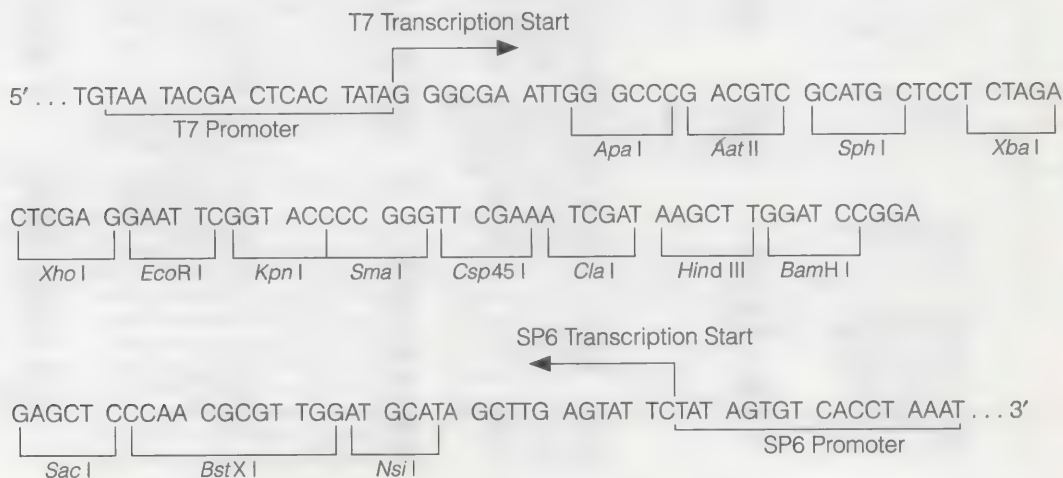 T7 Transcription Start
5' ... TGTAA TACGA CTCAC TATAG GGCGA ATTGG GCCCG ACGTC GCATG CTCCT CTAGA
T7 Promoter
Apa I Aat II Sph I Xba I
CTCGA GGAATT TCGGT ACCCC GGGTT CGAAA TCGAT AAGCT TGGAT CCGGA
Xho I EcoR I Kpn I Sma I Csp45 I Cla I Hind III BamH I
SP6 Transcription Start
GAGCTC CCAA CGCGT TGGAT GCATA GCTTG AGTAT TCTAT AGTGT CACCT AAAT ... 3'
SP6 Promoter
Sac I BstX I Nsi I